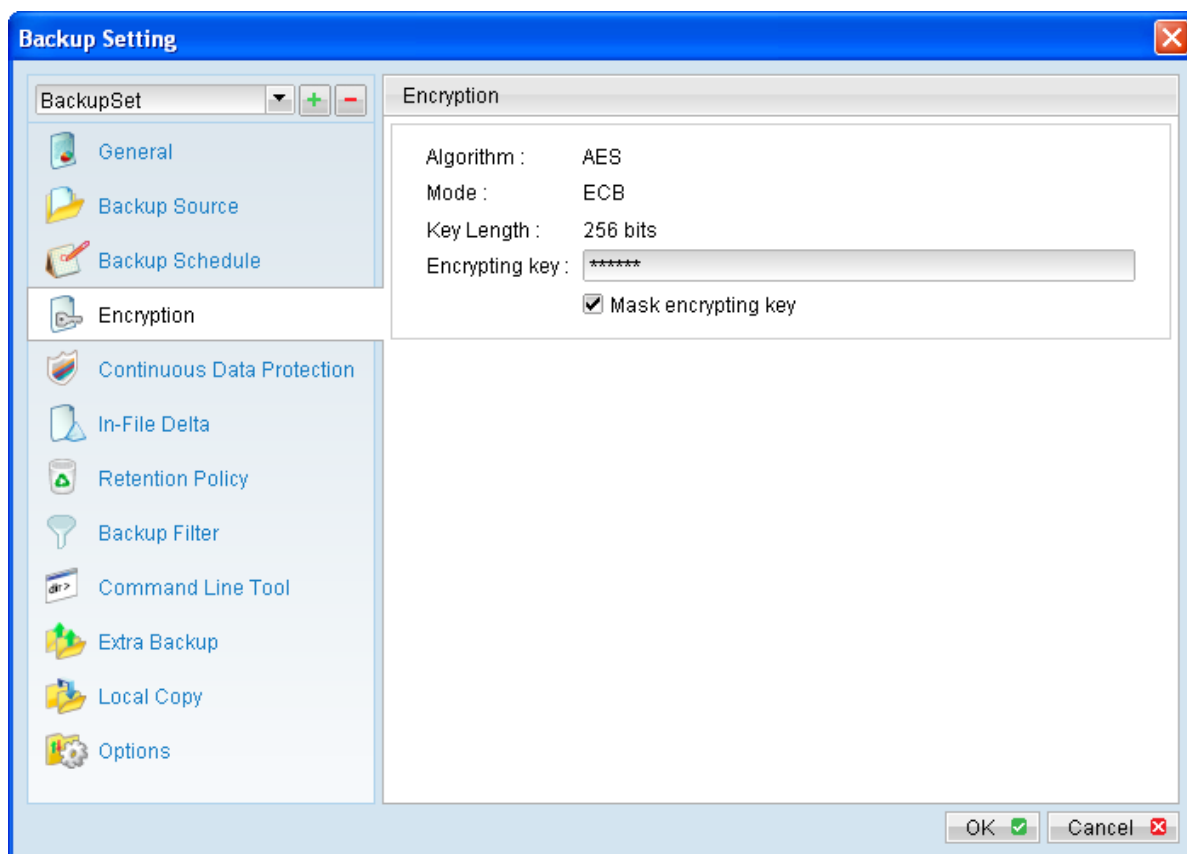 Backup Setting
BackupSet
General
Backup Source
Backup Schedule
Encryption
Continuous Data Protection
In-File Delta
Retention Policy
Backup Filter
dir>
Command Line Tool
Extra Backup
Local Copy
Options
Encryption
Algorithm : AES
Mode : ECB
Key Length : 256 bits
Encrypting key : ******
Mask encrypting key
OK
Cancel